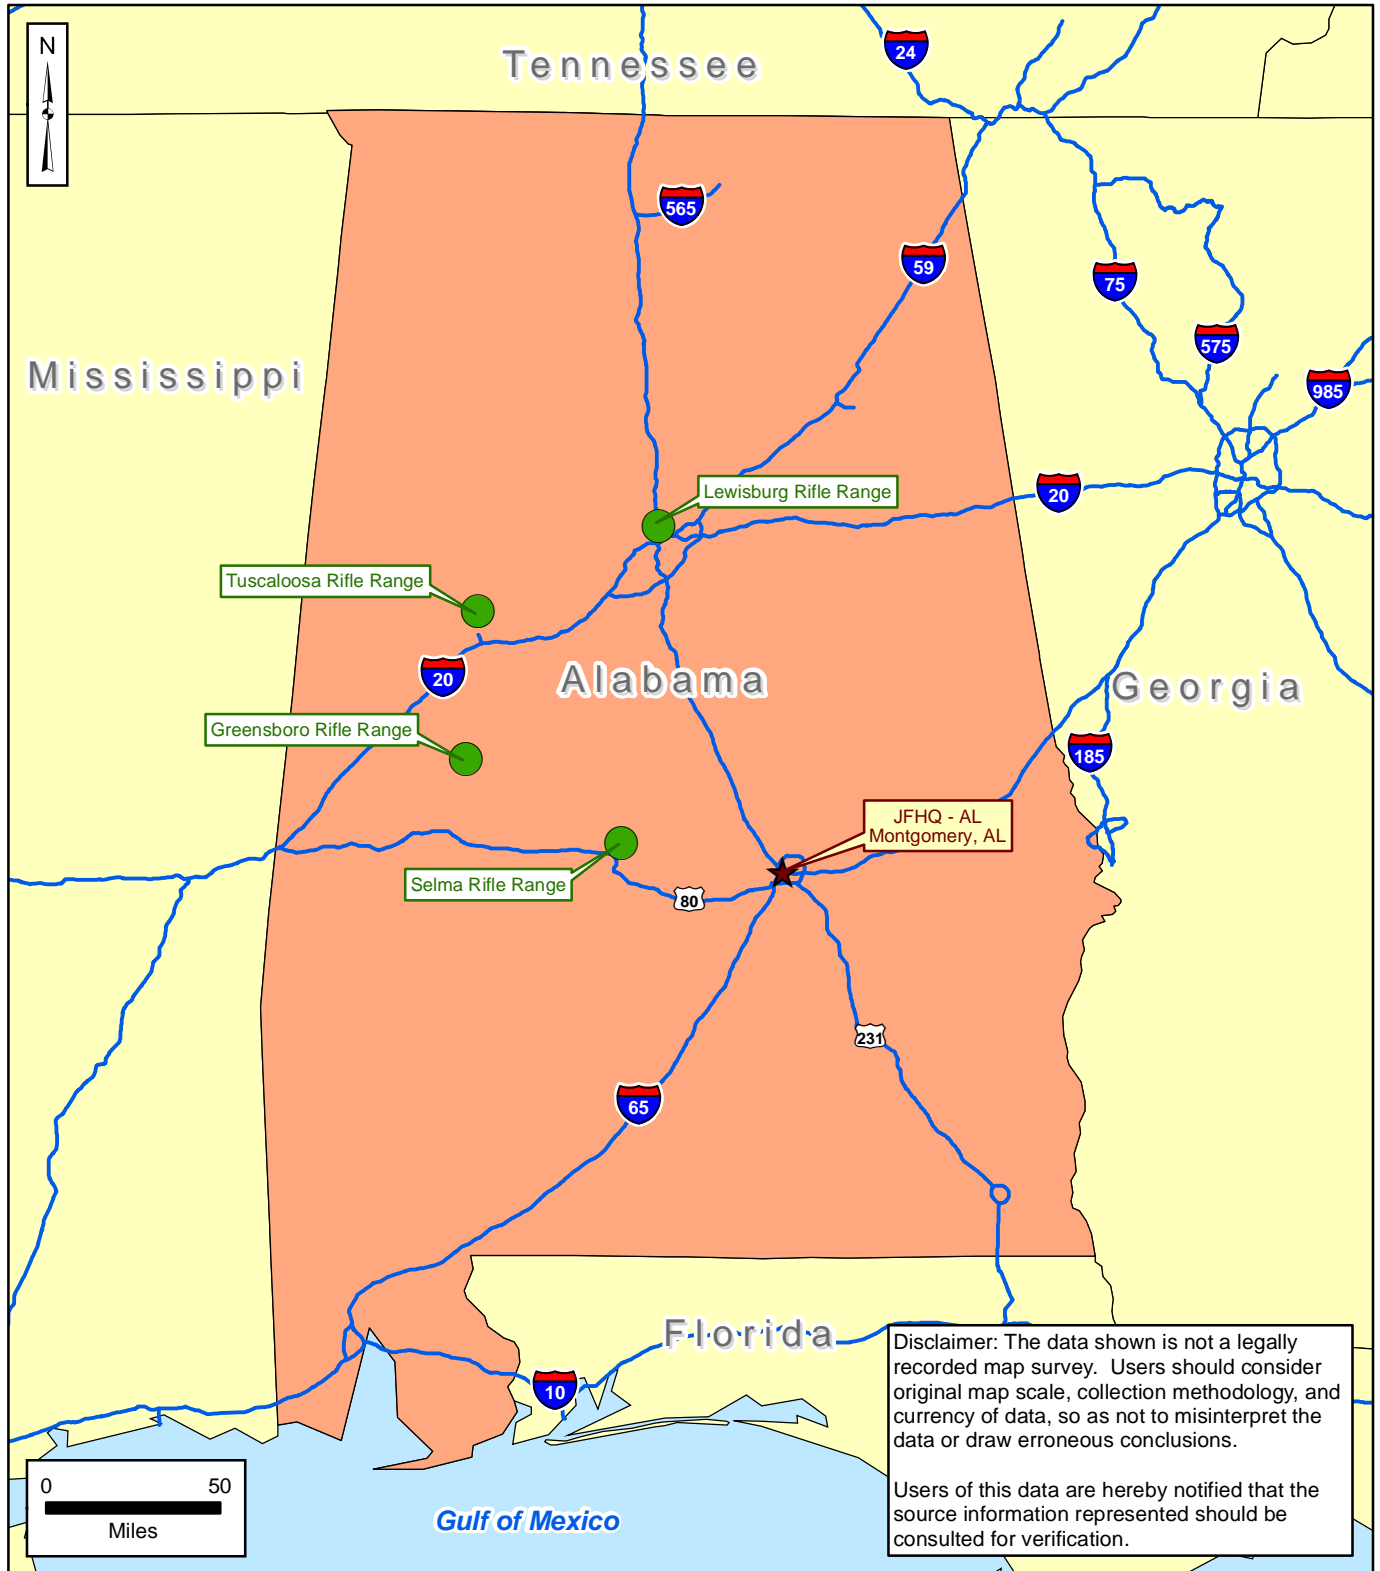 N
Tennessee
24
565
59
75
575
985
Mississippi
Lewisburg Rifle Range
20
Tuscaloosa Rifle Range
20
Alabama
Georgia
Greensboro Rifle Range
185
JFHQ - AL
Montgomery, AL
Selma Rifle Range
80
231
65
Florida
10
Disclaimer: The data shown is not a legally
recorded map survey.  Users should consider
original map scale, collection methodology, and
currency of data, so as not to misinterpret the
data or draw erroneous conclusions.
Users of this data are hereby notified that the
source information represented should be
consulted for verification.
0 50
Miles
Gulf of Mexico